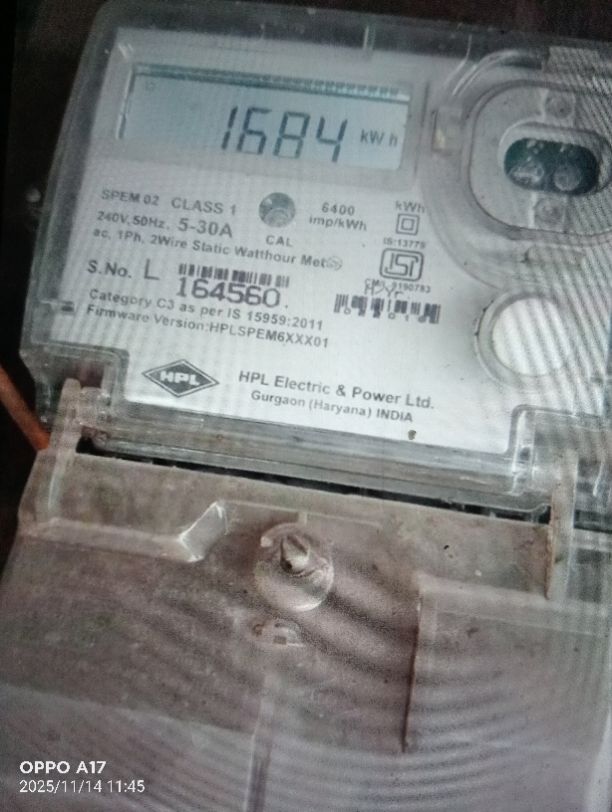 1684 kWh
SPEM 02 CLASS 1
6400 imp/kWh
kWh
240V, 50Hz, 5-30A
CAL
ac, 1Ph, 2Wire Static Watthour Meter
IS:13779
ISI
S.No. L
164560
Category C3 as per IS 15959:2011
Firmware Version:HPLSPEM6XXX01
HPL
HPL Electric & Power Ltd.
Gurgaon (Haryana) INDIA
OPPO A17
2025/11/14 11:45